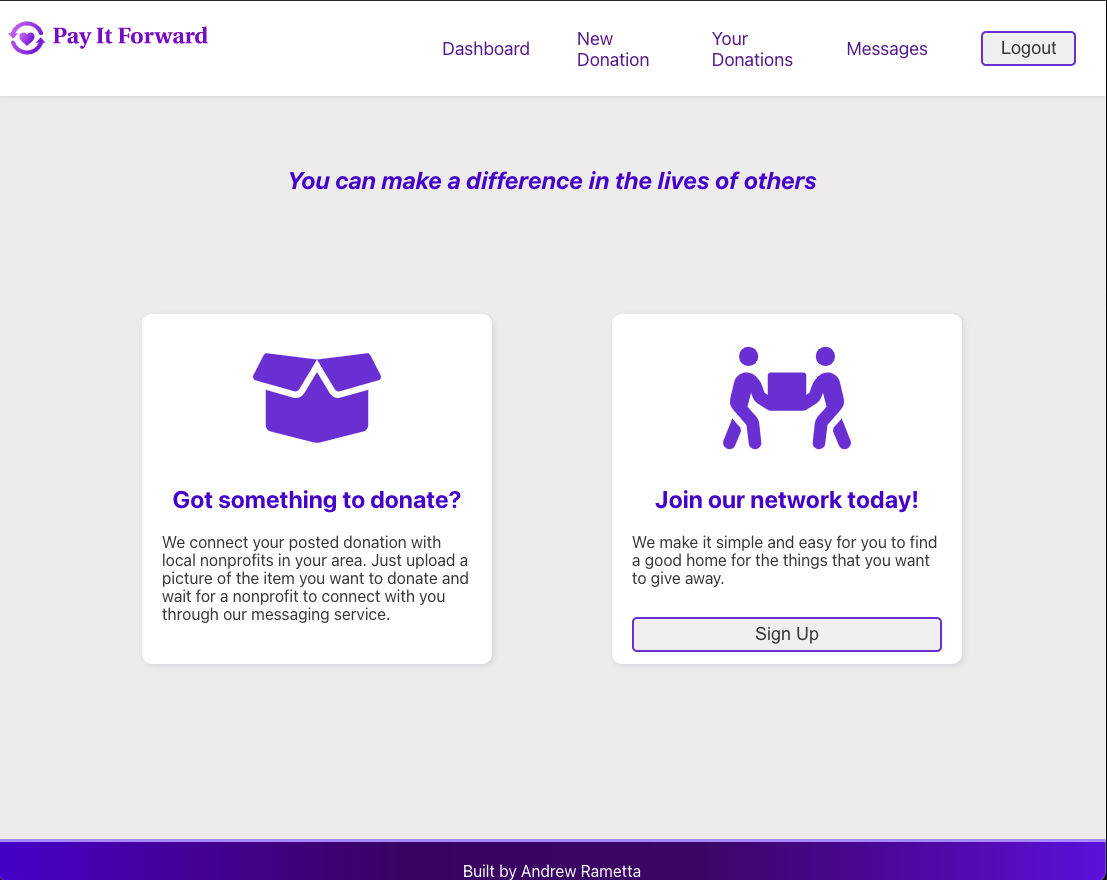 Pay It Forward
Dashboard
New
Donation
Your
Donations
Messages
Logout
You can make a difference in the lives of others
Got something to donate?
We connect your posted donation with
local nonprofits in your area. Just upload a
picture of the item you want to donate and
wait for a nonprofit to connect with you
through our messaging service.
Join our network today!
We make it simple and easy for you to find
a good home for the things that you want
to give away.
Sign Up
Built by Andrew Rametta